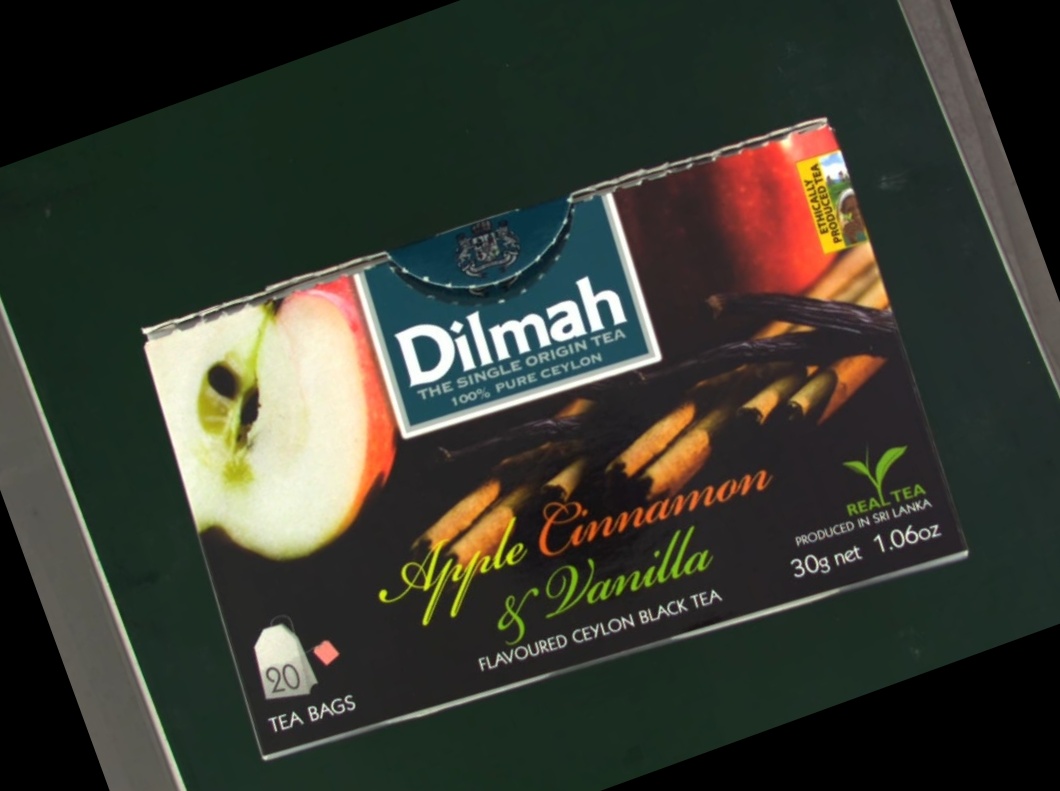 ETHICALLY
PRODUCED TEA
Dilmah
THE SINGLE ORIGIN TEA
100% PURE CEYLON
Apple Cinnamon
& Vanilla
FLAVOURED CEYLON BLACK TEA
REAL TEA
PRODUCED IN SRI LANKA
30g net 1.06oz
20
TEA BAGS